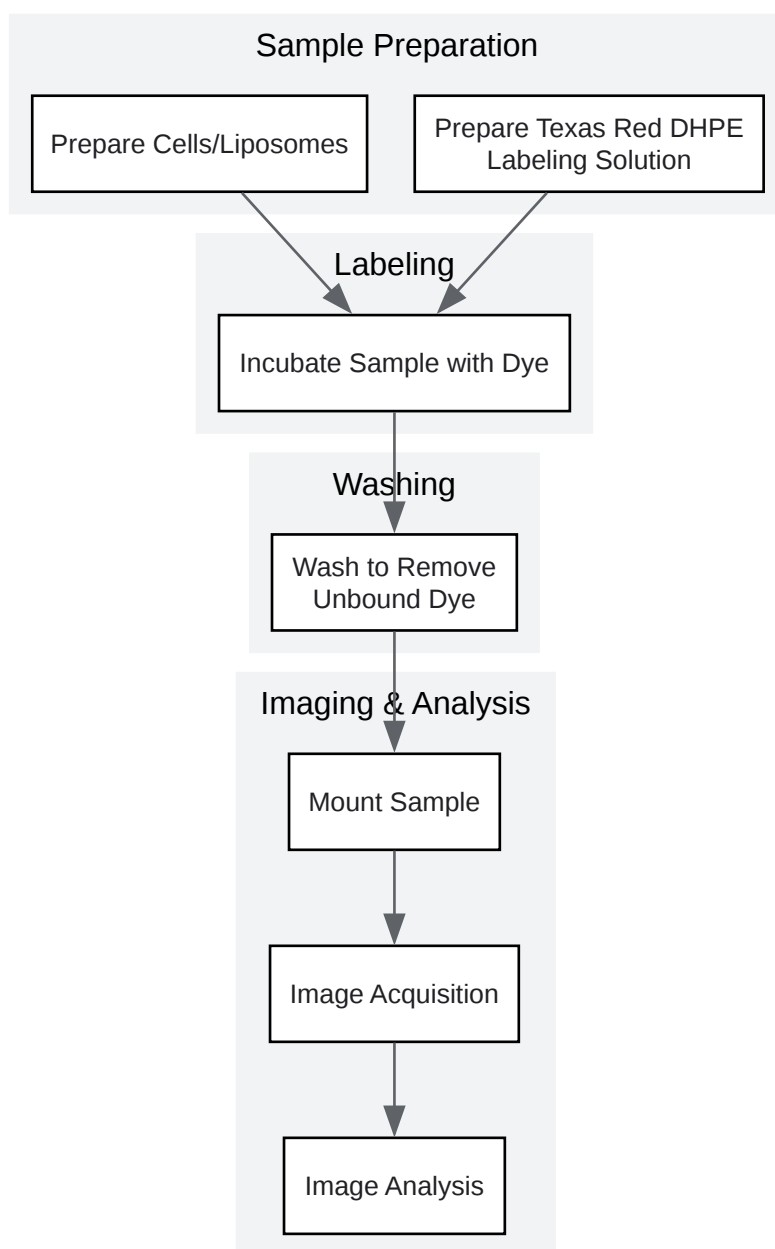 Sample Preparation
Prepare Cells/Liposomes
Prepare Texas Red DHPE
Labeling Solution
Labeling
Incubate Sample with Dye
Washing
Wash to Remove
Unbound Dye
Imaging & Analysis
Mount Sample
Image Acquisition
Image Analysis